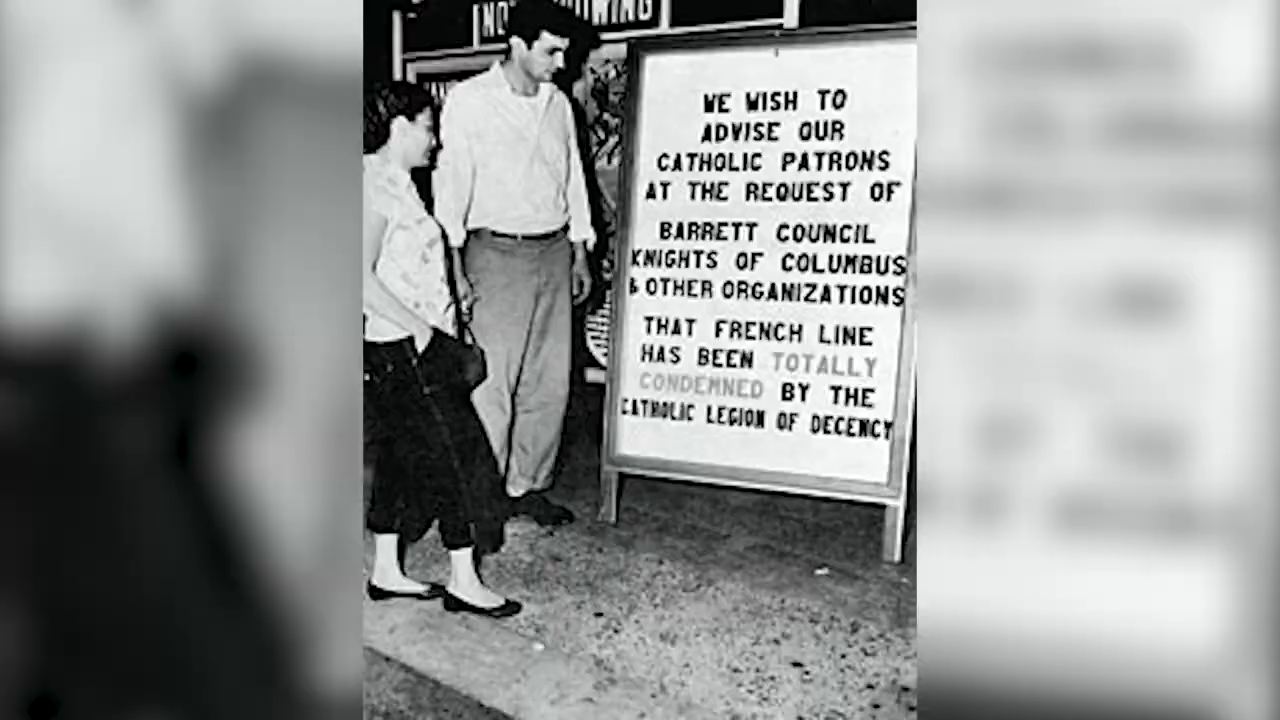 WE WISH TO
ADVISE OUR
CATHOLIC PATRONS
AT THE REQUEST OF
BARRETT COUNCIL
KNIGHTS OF COLUMBUS
& OTHER ORGANIZATIONS
THAT FRENCH LINE
HAS BEEN TOTALLY
CONDEMNED BY THE
CATHOLIC LEGION OF DECENCY